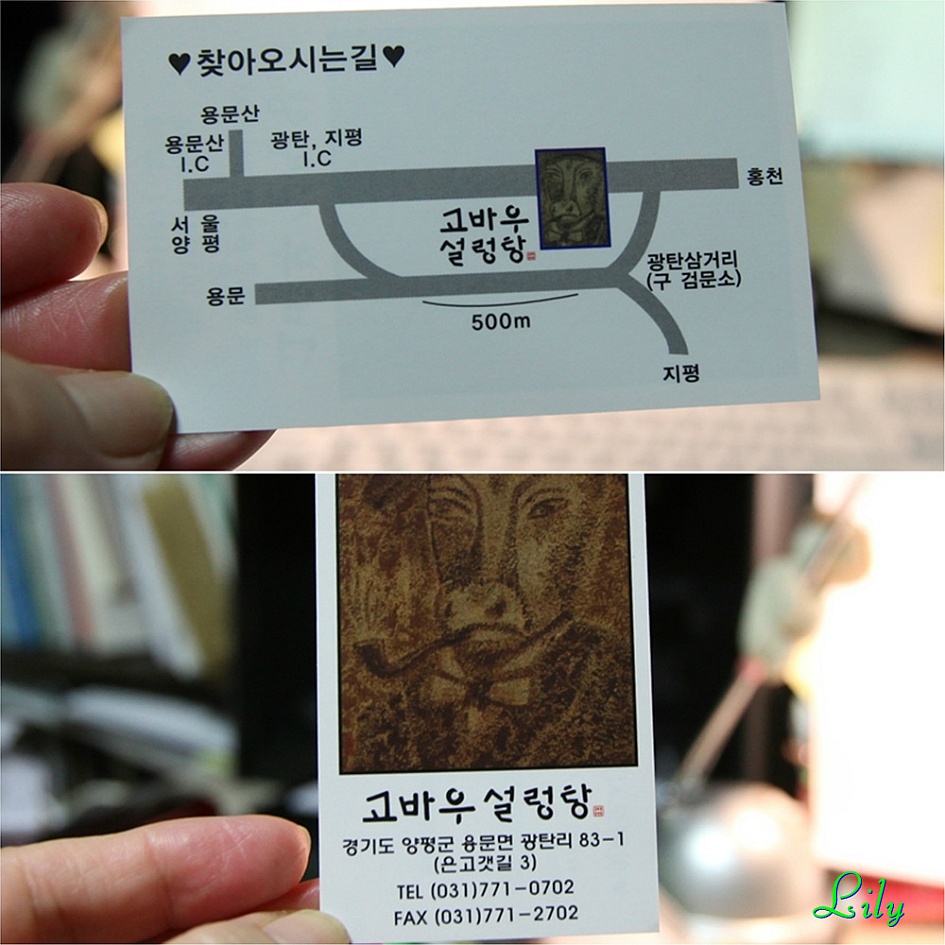 ♥찾아오시는길♥
용문산
용문산
I.C
광탄, 지평
I.C
홍천
서 울
양 평
고바우
설렁탕
광탄삼거리
(구 검문소)
용문
500m
지평
고바우 설렁탕
경기도 양평군 용문면 광탄리 83-1
(은고갯길 3)
TEL (031)771-0702
FAX (031)771-2702
Lily